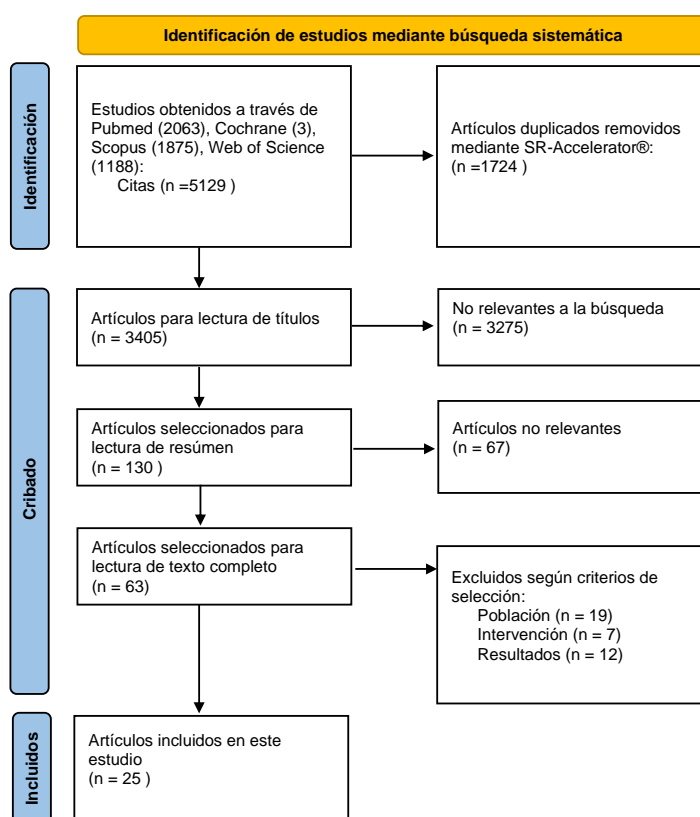 Identificación de estudios mediante búsqueda sistemática
Identificación
Estudios obtenidos a través de
Pubmed (2063), Cochrane (3),
Scopus (1875), Web of Science
(1188):
Citas (n =5129 )
Artículos duplicados removidos
mediante SR-Accelerator®:
(n =1724 )
Cribado
Artículos para lectura de títulos
(n = 3405)
No relevantes a la búsqueda
(n = 3275)
Artículos seleccionados para
lectura de resúmen
(n = 130 )
Artículos no relevantes
(n = 67)
Artículos seleccionados para
lectura de texto completo
(n = 63)
Excluidos según criterios de
selección:
Población (n = 19)
Intervención (n = 7)
Resultados (n = 12)
Incluidos
Artículos incluidos en este
estudio
(n = 25 )